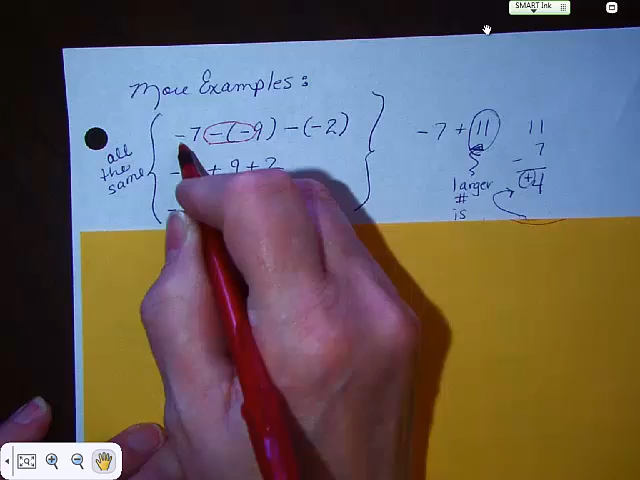 SMART Ink
More Examples:
all the same
-7 -(-9) -(-2)
+ 9 + 2
-7 + 11
larger
#
is
11
- 7
(+)4